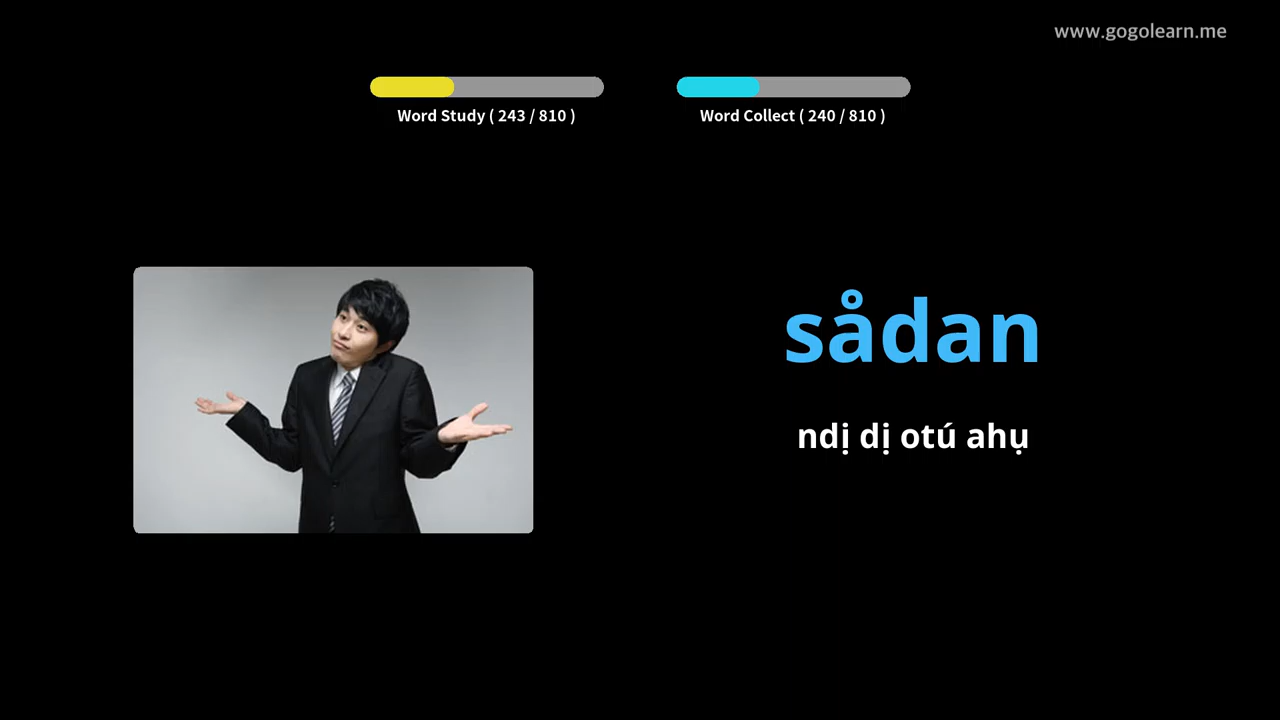 www.gogolearn.me
Word Study ( 243 / 810 )
Word Collect ( 240 / 810 )
sådan
ndị dị otú ahụ